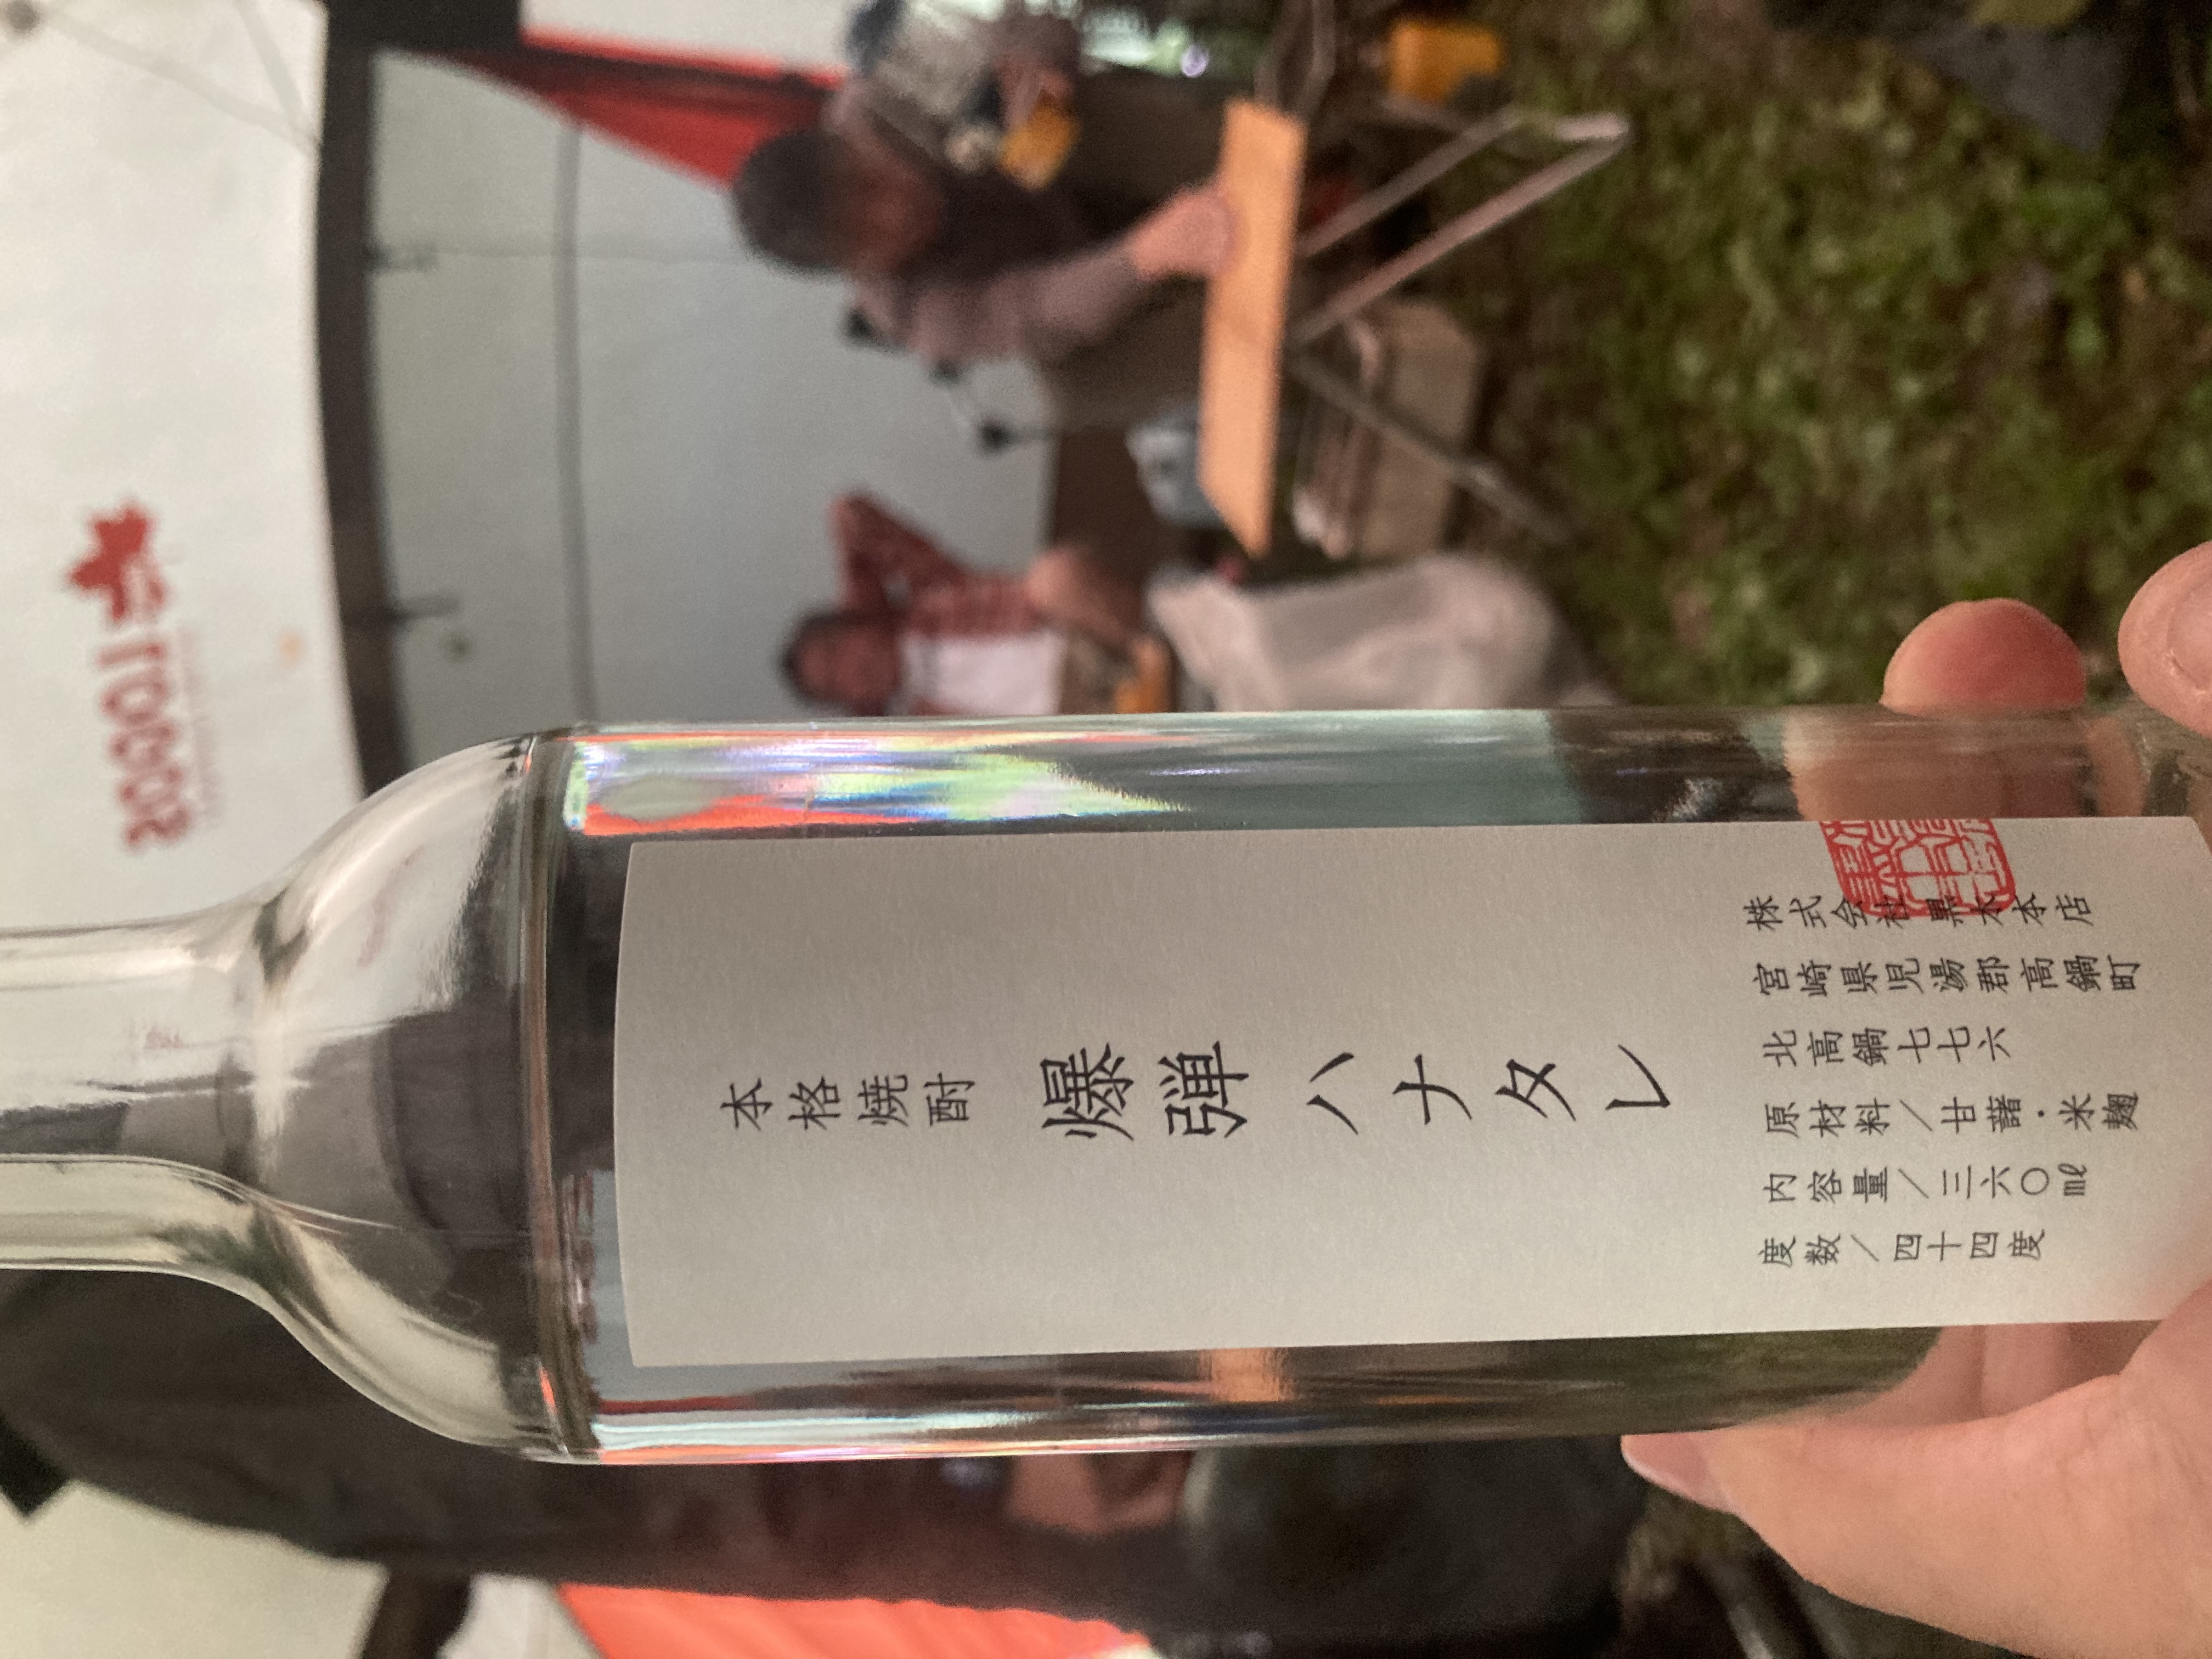 本格焼酎
爆弾ハナタレ
株式会社 黒木本店
宮崎県児湯郡高鍋町
北高鍋七七六
原材料／甘藷・米麹
内容量／三六〇㎖
度数／四十四度
LOGOS